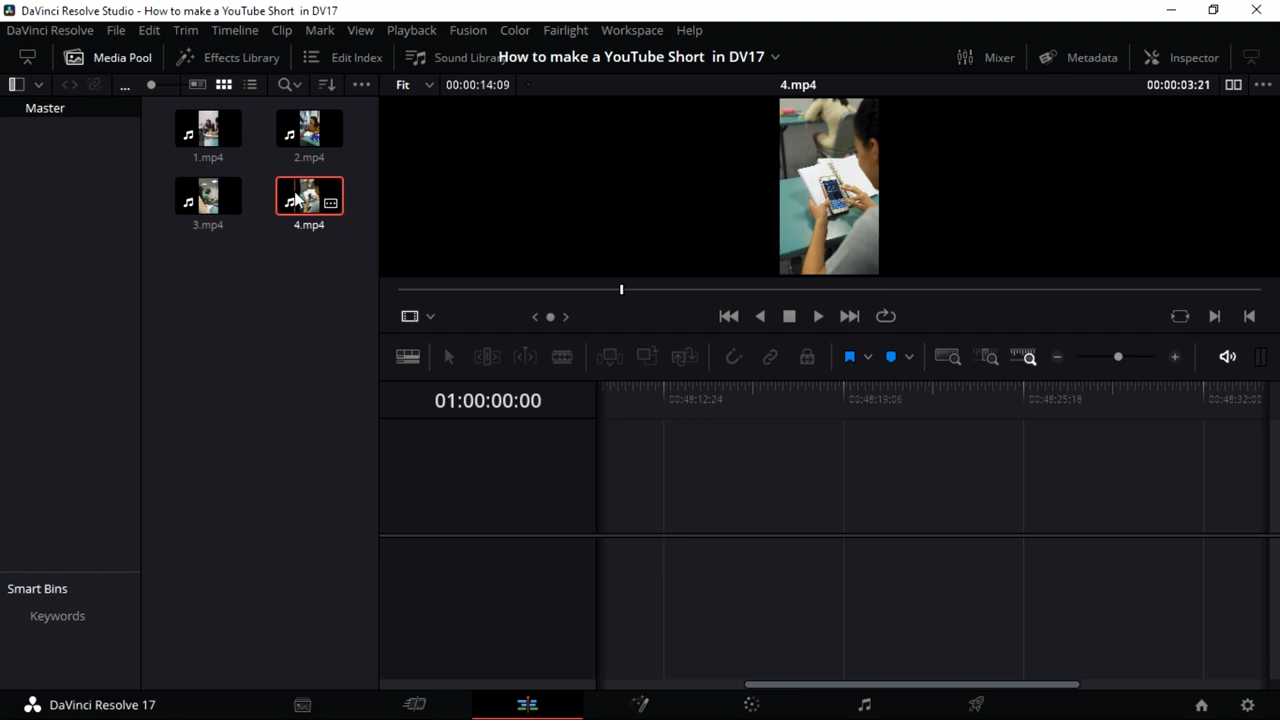 DaVinci Resolve Studio - How to make a YouTube Short in DV17
DaVinci Resolve File Edit Trim Timeline Clip Mark View Playback Fusion Color Fairlight Workspace Help
Media Pool Effects Library Edit Index Sound Library How to make a YouTube Short in DV17 Mixer Metadata Inspector
Fit 00:00:14:09 4.mp4 00:00:03:21
Master
1.mp4 2.mp4
3.mp4 4.mp4
01:00:00:00
00:48:12:24 00:48:19:06 00:48:25:18 00:48:32:00
Smart Bins
Keywords
DaVinci Resolve 17